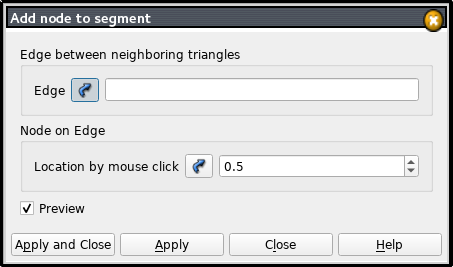 Add node to segment
Edge between neighboring triangles
Edge
Node on Edge
Location by mouse click 0.5
Preview
Apply and Close Apply Close Help